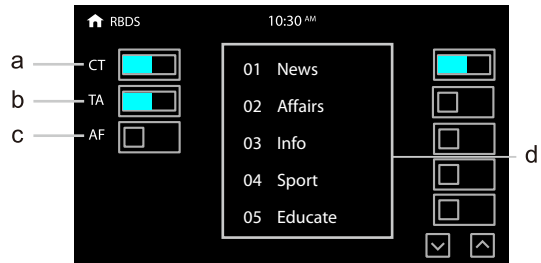 RBDS 10:30 AM
a CT
b TA
c AF
01 News
02 Affairs
03 Info
04 Sport
05 Educate
d